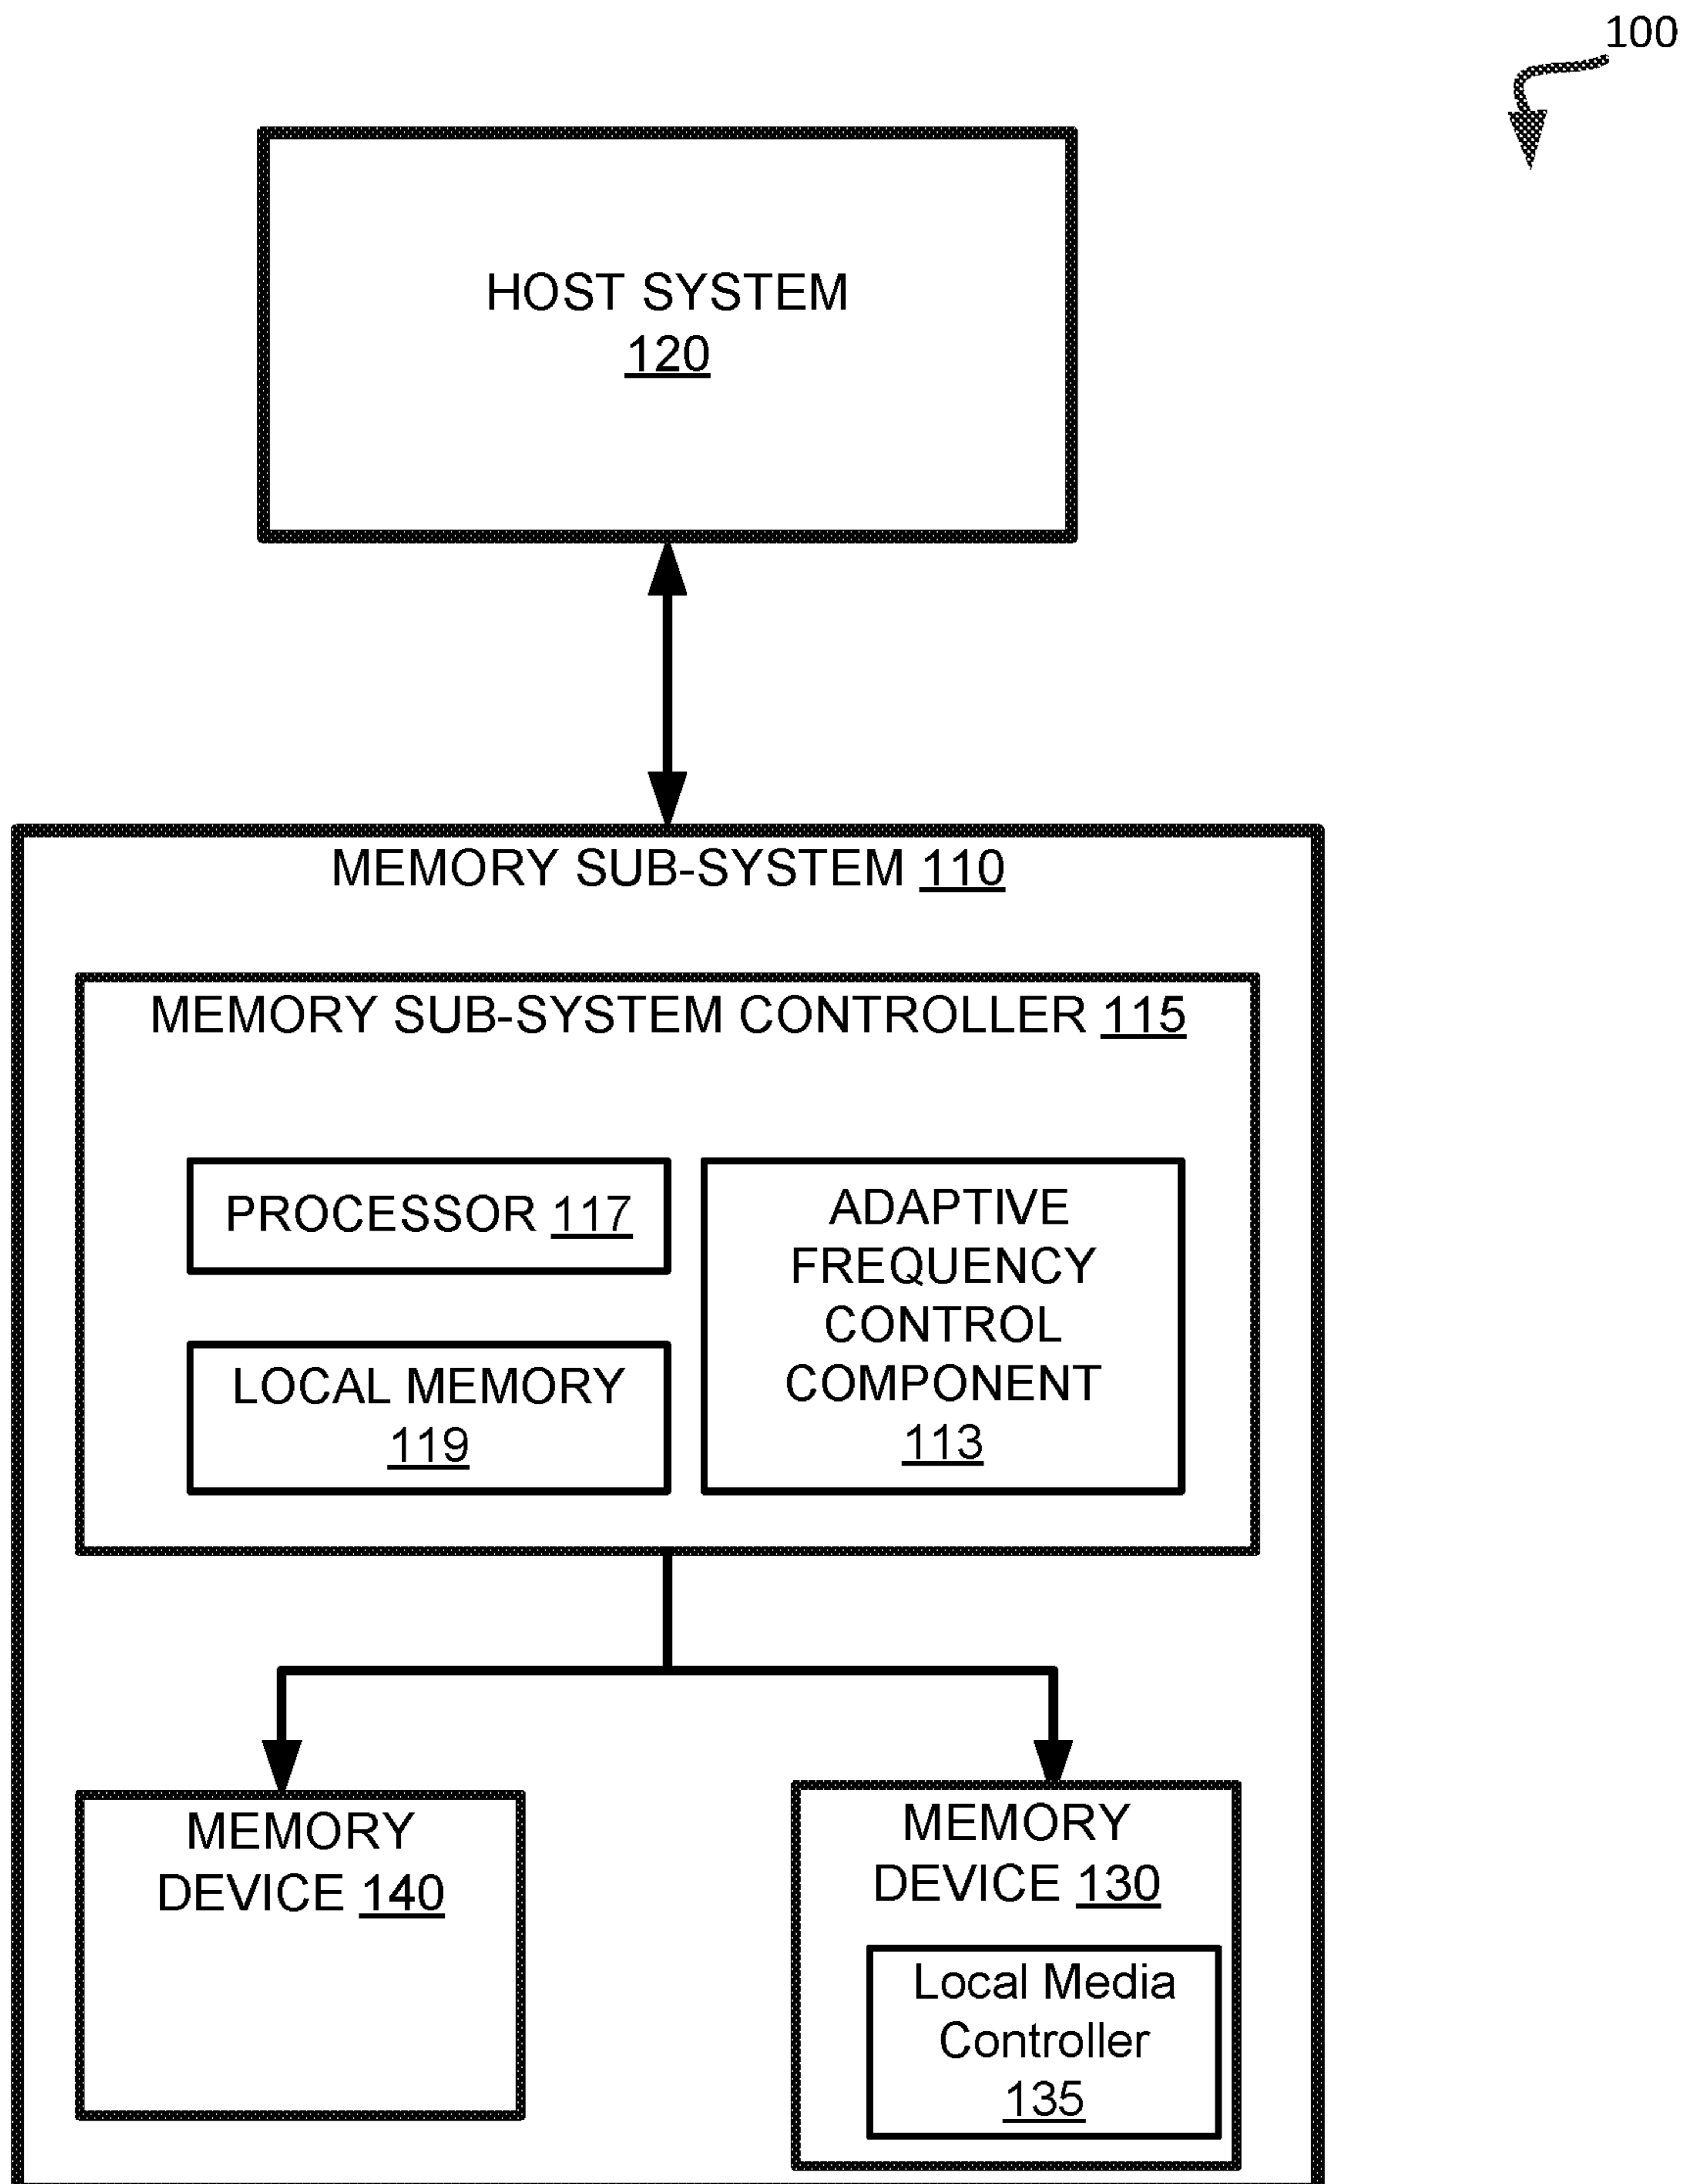 100
HOST SYSTEM
120
MEMORY SUB-SYSTEM 110
MEMORY SUB-SYSTEM CONTROLLER 115
PROCESSOR 117
LOCAL MEMORY
119
ADAPTIVE
FREQUENCY
CONTROL
COMPONENT
113
MEMORY
DEVICE 140
MEMORY
DEVICE 130
Local Media
Controller
135